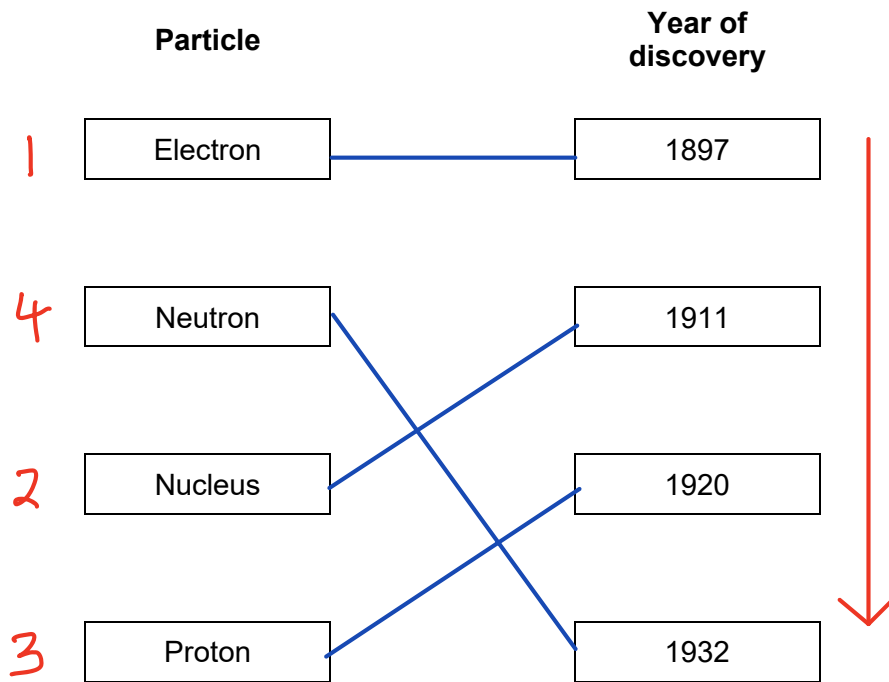 Particle
Year of
discovery
1 Electron 1897
4 Neutron 1911
2 Nucleus 1920
3 Proton 1932